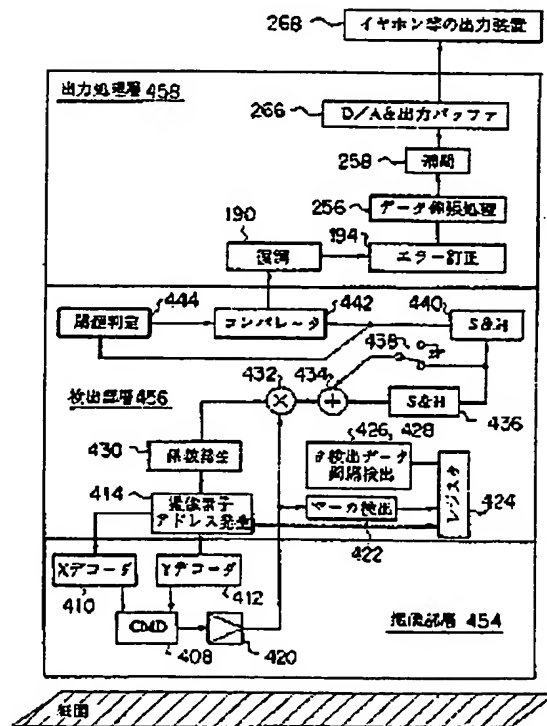 268 イヤホン等の出力装置
出力処理層 458
266 D/A&出力バッファ
258 補間
256 データ伸張処理
190 復調
194 エラー訂正
444 閾値判定
コンパレータ 442
440 S&H
438
432 × 434 +
S&H 436
検出部層 456
430 係数発生
426, 428
θ検出データ
間隔検出
414 撮像素子
アドレス発生
マーカ検出 422
レジスタ 424
Xデコーダ 410
Yデコーダ 412
CMD 408
420
撮像部層 454
紙面